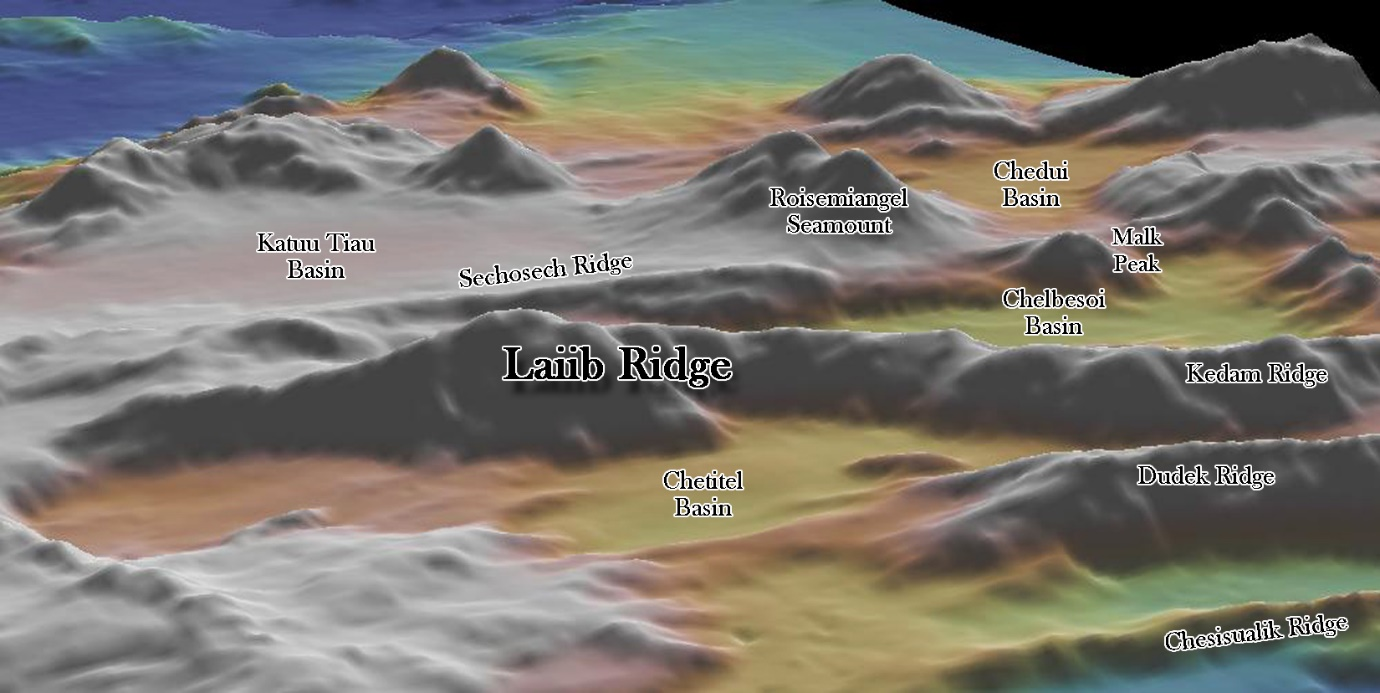 Chedui
Basin
Roisemiangel
Seamount
Katuu Tiau
Basin
Malk
Peak
Sechosech Ridge
Chelbesoi
Basin
Laiib Ridge
Kedam Ridge
Chetitel
Basin
Dudek Ridge
Chesisualik Ridge